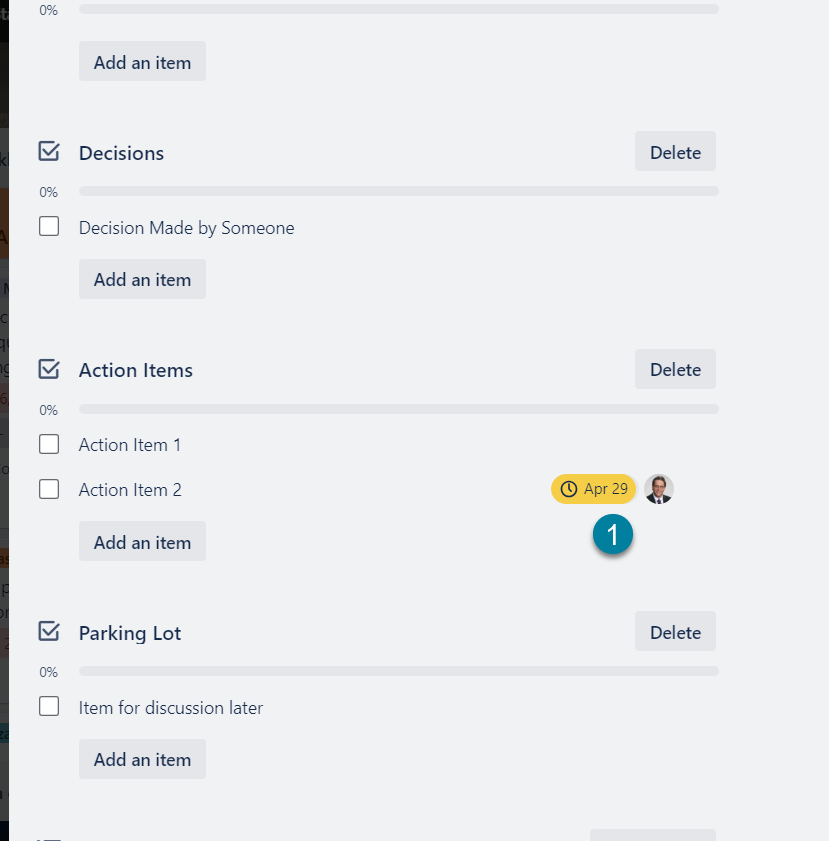 0%
Add an item
Decisions
Delete
0%
Decision Made by Someone
Add an item
Action Items
Delete
0%
Action Item 1
Action Item 2
Apr 29
1
Add an item
Parking Lot
Delete
0%
Item for discussion later
Add an item